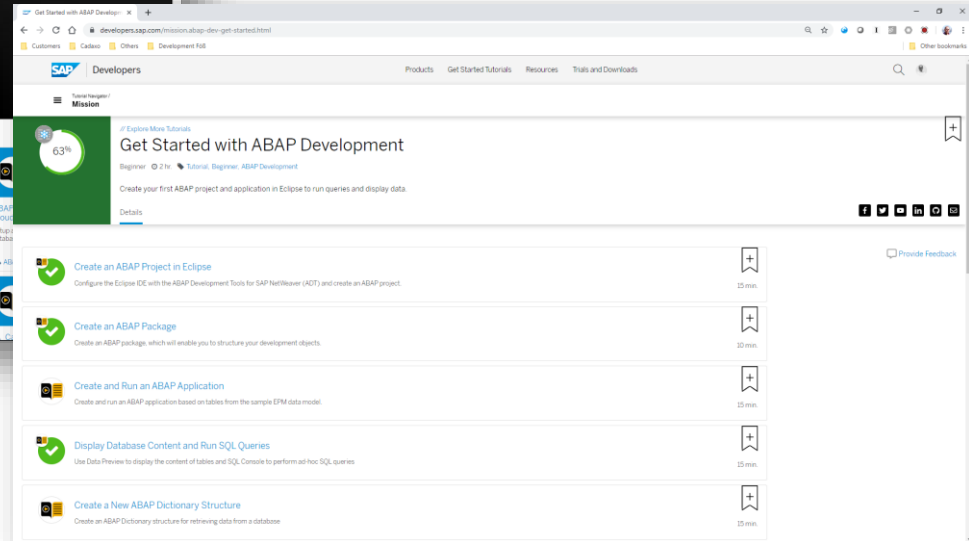 Get Started with ABAP Develop
developers.sap.com/mission.abap-dev-get-started.html
Customers
Cadaxo
Others
Development Föß
Other bookmarks
SAP
Developers
Products
Get Started Tutorials
Resources
Trials and Downloads
Tutorial Navigator /
Mission
63%
Explore More Tutorials
Get Started with ABAP Development
Beginner
2 hr.
Tutorial, Beginner, ABAP Development
Create your first ABAP project and application in Eclipse to run queries and display data.
Details
Provide Feedback
Create an ABAP Project in Eclipse
Configure the Eclipse IDE with the ABAP Development Tools for SAP NetWeaver (ADT) and create an ABAP project.
15 min.
Create an ABAP Package
Create an ABAP package, which will enable you to structure your development objects.
10 min.
Create and Run an ABAP Application
Create and run an ABAP application based on tables from the sample EPM data model.
15 min.
Display Database Content and Run SQL Queries
Use Data Preview to display the content of tables and SQL Console to perform ad-hoc SQL queries
15 min.
Create a New ABAP Dictionary Structure
Create an ABAP Dictionary structure for retrieving data from a database
15 min.